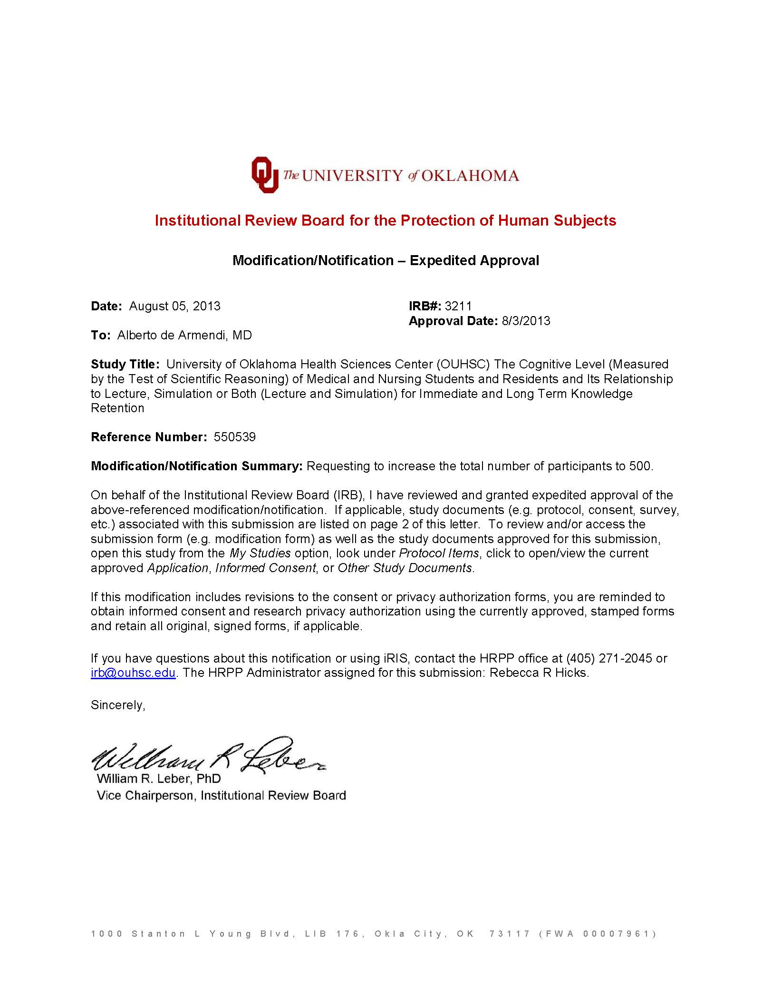 OU The UNIVERSITY of OKLAHOMA
Institutional Review Board for the Protection of Human Subjects
Modification/Notification – Expedited Approval
Date: August 05, 2013 IRB#: 3211
Approval Date: 8/3/2013
To: Alberto de Armendi, MD
Study Title: University of Oklahoma Health Sciences Center (OUHSC) The Cognitive Level (Measured
by the Test of Scientific Reasoning) of Medical and Nursing Students and Residents and Its Relationship
to Lecture, Simulation or Both (Lecture and Simulation) for Immediate and Long Term Knowledge
Retention
Reference Number: 550539
Modification/Notification Summary: Requesting to increase the total number of participants to 500.
On behalf of the Institutional Review Board (IRB), I have reviewed and granted expedited approval of the
above-referenced modification/notification. If applicable, study documents (e.g. protocol, consent, survey,
etc.) associated with this submission are listed on page 2 of this letter. To review and/or access the
submission form (e.g. modification form) as well as the study documents approved for this submission,
open this study from the My Studies option, look under Protocol Items, click to open/view the current
approved Application, Informed Consent, or Other Study Documents.
If this modification includes revisions to the consent or privacy authorization forms, you are reminded to
obtain informed consent and research privacy authorization using the currently approved, stamped forms
and retain all original, signed forms, if applicable.
If you have questions about this notification or using iRIS, contact the HRPP office at (405) 271-2045 or
irb@ouhsc.edu. The HRPP Administrator assigned for this submission: Rebecca R Hicks.
Sincerely,
William R Leber
William R. Leber, PhD
Vice Chairperson, Institutional Review Board
1000 Stanton L Young Blvd, LIB 176, Okla City, OK 73117 (FWA 00007961)